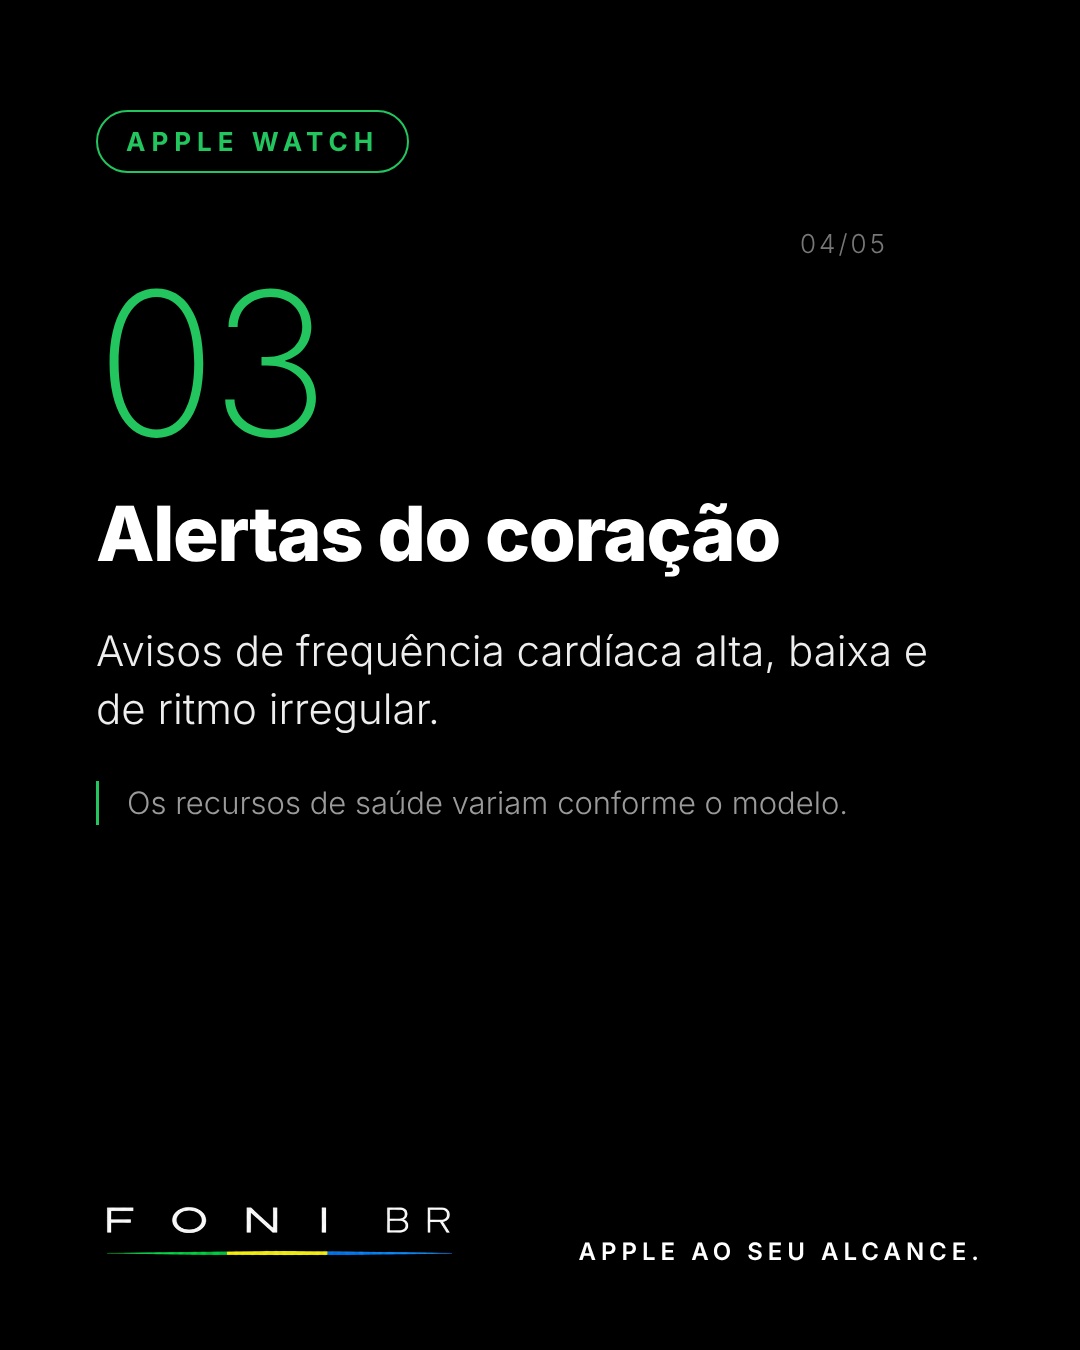 APPLE WATCH
04/05
03
Alertas do coração
Avisos de frequência cardíaca alta, baixa e
de ritmo irregular.
Os recursos de saúde variam conforme o modelo.
FONI BR
APPLE AO SEU ALCANCE.